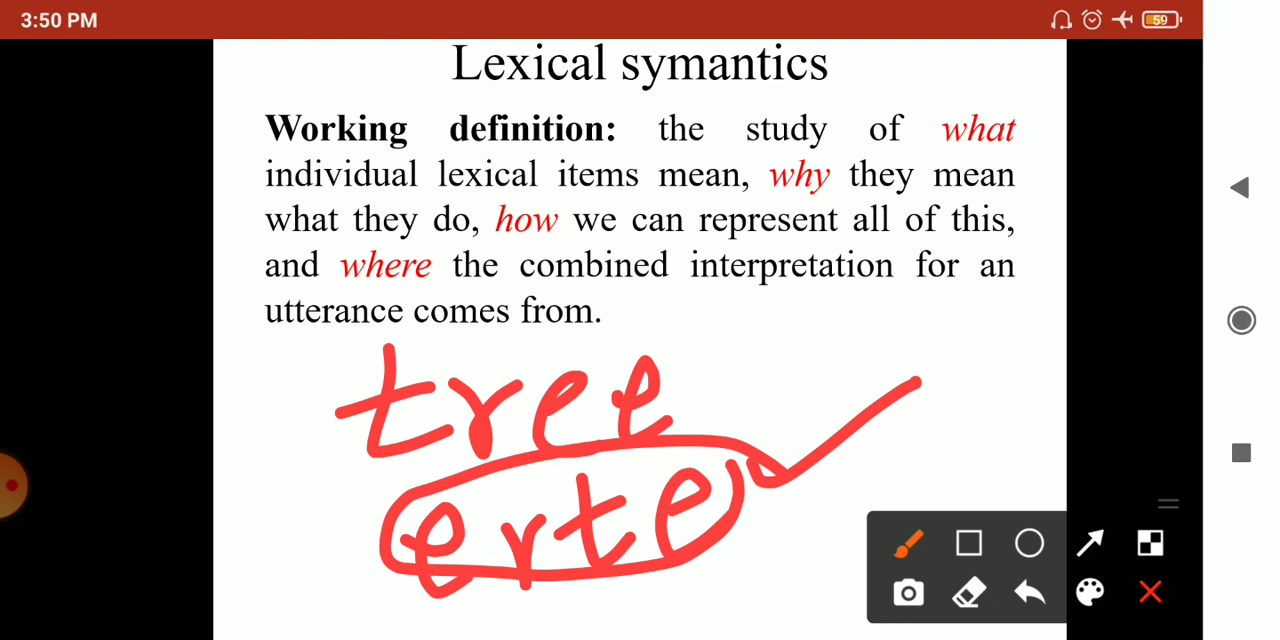 3:50 PM
59
Lexical symantics
Working definition: the study of what
individual lexical items mean, why they mean
what they do, how we can represent all of this,
and where the combined interpretation for an
utterance comes from.
tree
erte